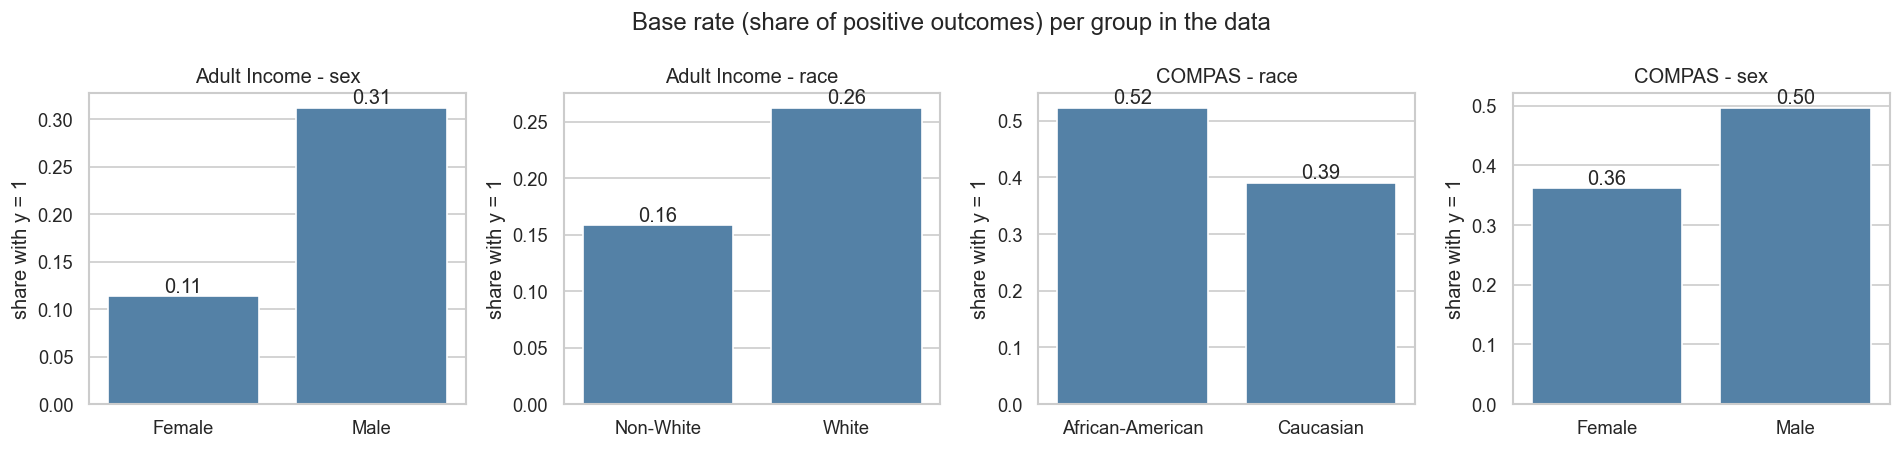 Base rate (share of positive outcomes) per group in the data
Adult Income - sex
share with y = 1
0.30
0.25
0.20
0.15
0.10
0.05
0.00
0.11
0.31
Female
Male
Adult Income - race
share with y = 1
0.25
0.20
0.15
0.10
0.05
0.00
0.16
0.26
Non-White
White
COMPAS - race
share with y = 1
0.5
0.4
0.3
0.2
0.1
0.0
0.52
0.39
African-American
Caucasian
COMPAS - sex
share with y = 1
0.5
0.4
0.3
0.2
0.1
0.0
0.36
0.50
Female
Male